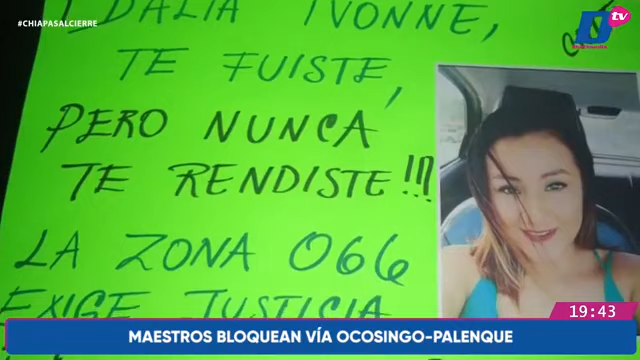 #CHIAPASALCIERRE
tv
IDALIA IVONNE,
TE FUISTE,
PERO NUNCA
TE RENDISTE!!!
LA ZONA 066
EXIGE JUSTICIA
19:43
MAESTROS BLOQUEAN VÍA OCOSINGO-PALENQUE